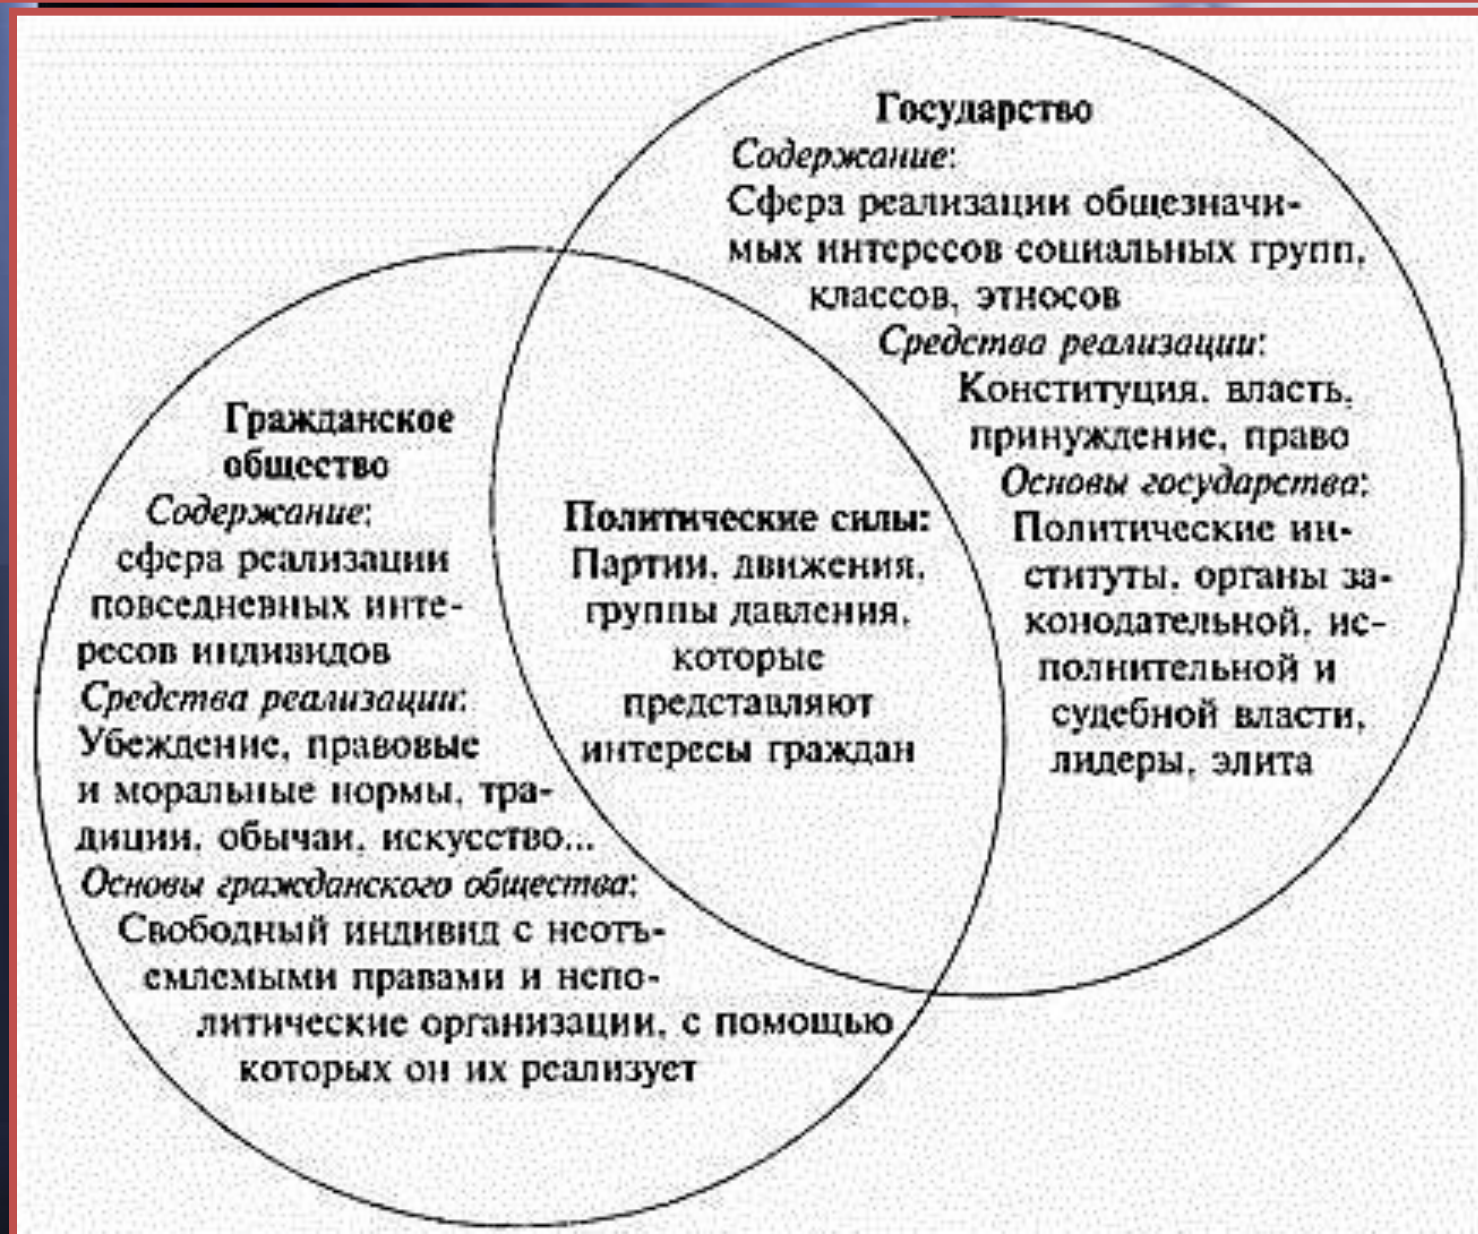 Государство
Содержание:
Сфера реализации общезначи-
мых интересов социальных групп,
классов, этносов
Средства реализации:
Конституция, власть,
принуждение, право
Основы государства:
Политические ин-
ституты, органы за-
конодательной, ис-
полнительной и
судебной власти,
лидеры, элита
Гражданское
общество
Содержание:
сфера реализации
повседневных инте-
ресов индивидов
Средства реализации:
Убеждение, правовые
и моральные нормы, тра-
диции, обычаи, искусство...
Основы гражданского общества:
Свободный индивид с неотъ-
емлемыми правами и непо-
литические организации, с помощью
которых он их реализует
Политические силы:
Партии, движения,
группы давления,
которые
представляют
интересы граждан